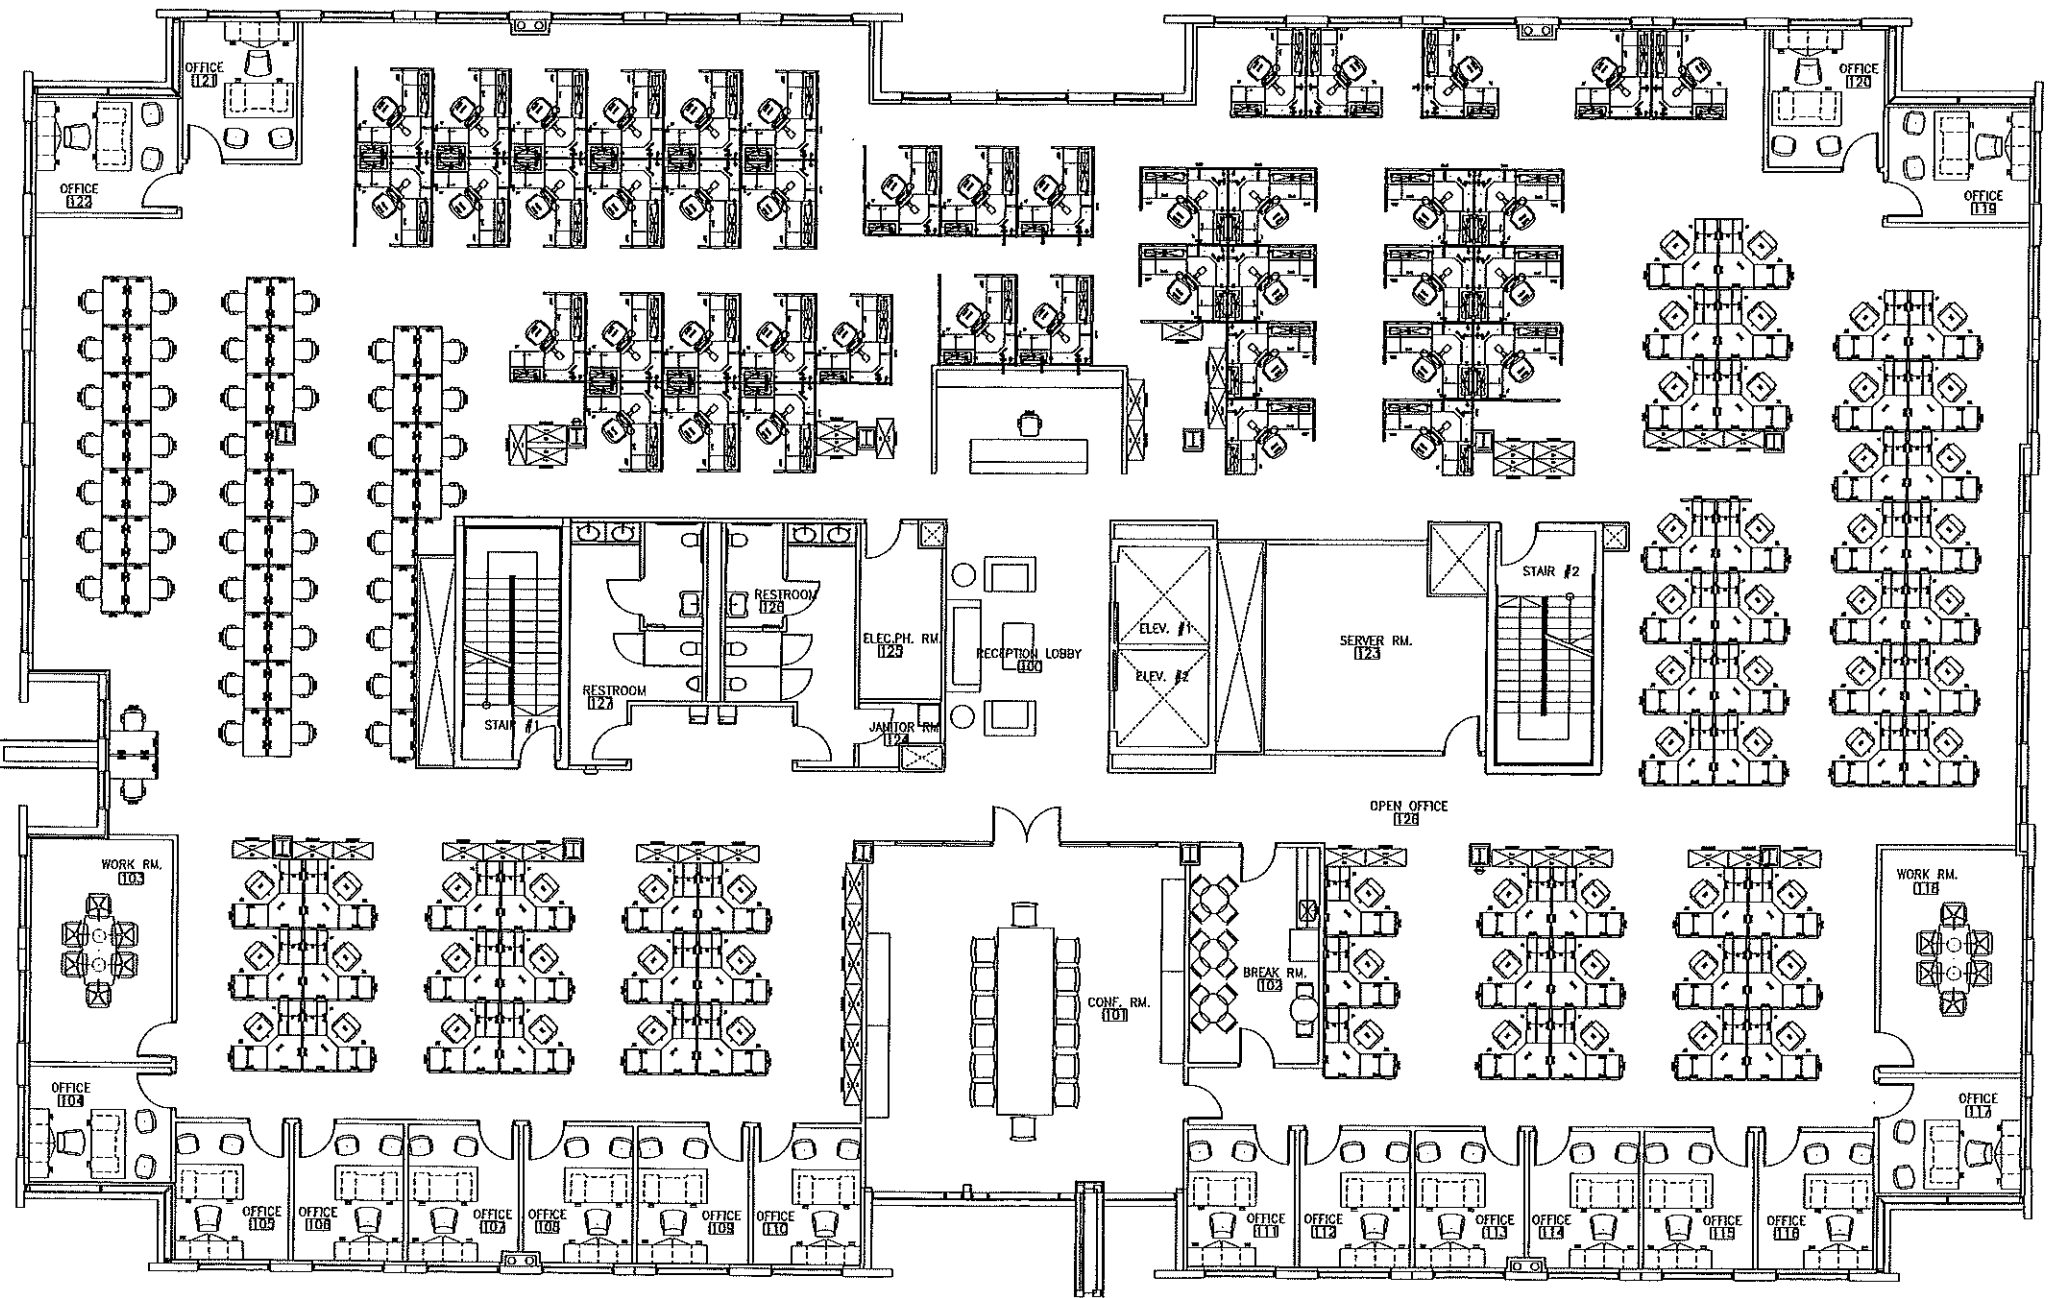 OFFICE
121
OFFICE
120
OFFICE
122
OFFICE
119
STAIR #2
RESTROOM
126
ELEV. #1
ELEC.PH. RM.
125
RECEPTION LOBBY
100
SERVER RM.
123
ELEV. #2
RESTROOM
127
STAIR #1
JANITOR RM.
124
OPEN OFFICE
128
WORK RM.
103
WORK RM.
118
BREAK RM.
102
CONF. RM.
101
OFFICE
104
OFFICE
117
OFFICE
105
OFFICE
106
OFFICE
107
OFFICE
108
OFFICE
109
OFFICE
110
OFFICE
111
OFFICE
112
OFFICE
113
OFFICE
114
OFFICE
115
OFFICE
116